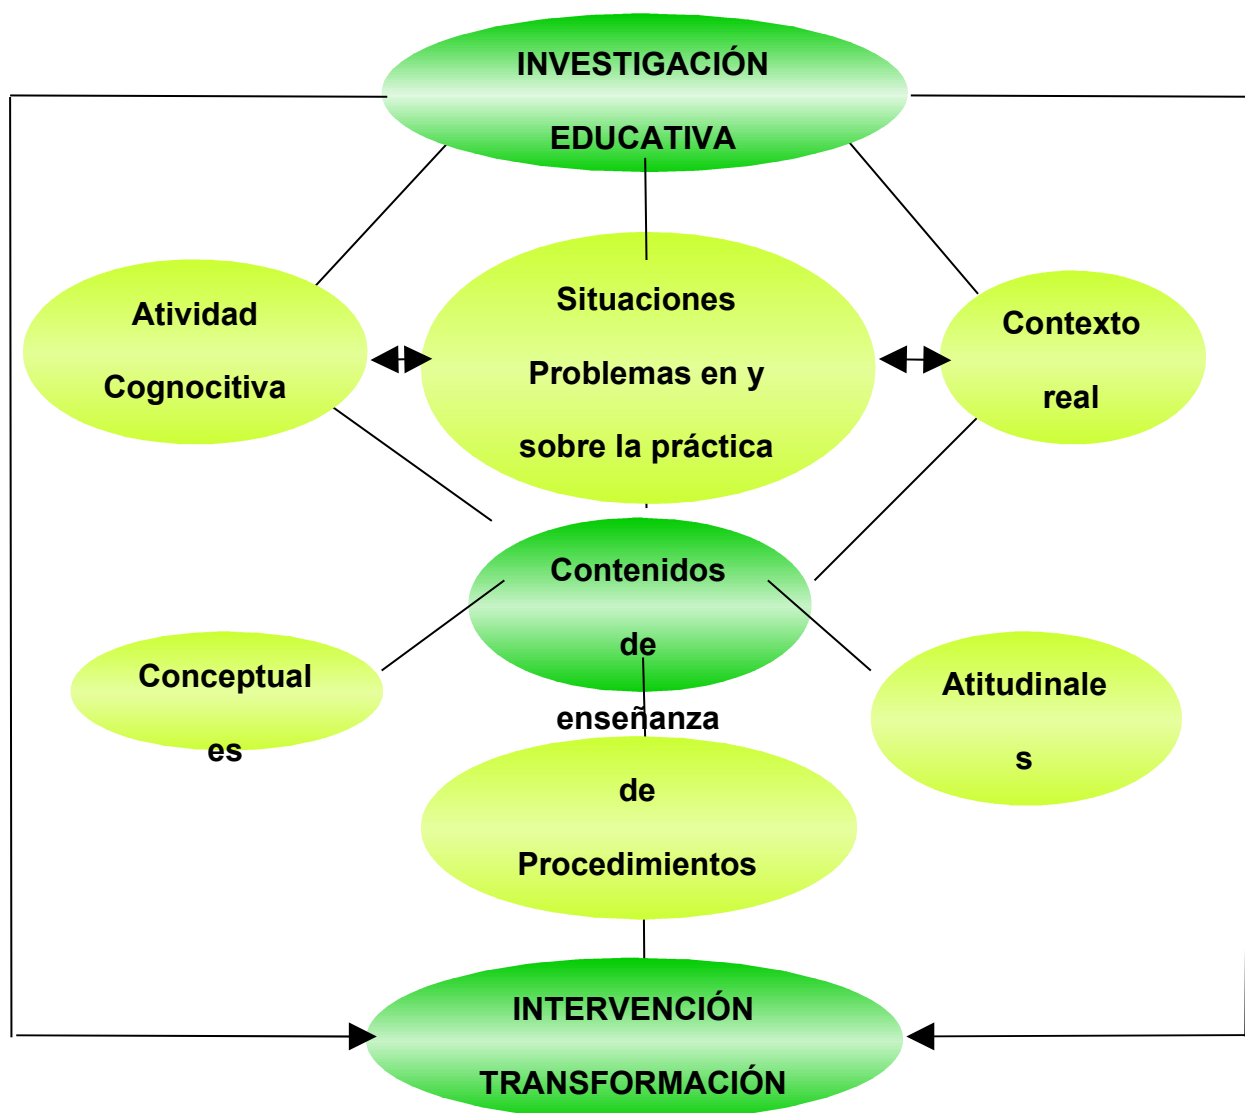 INVESTIGACIÓN
EDUCATIVA
Atividad
Cognocitiva
Situaciones
Problemas en y
sobre la práctica
Contexto
real
Contenidos
de
enseñanza
Conceptual
es
Atitudinale
s
de
Procedimientos
INTERVENCIÓN
TRANSFORMACIÓN